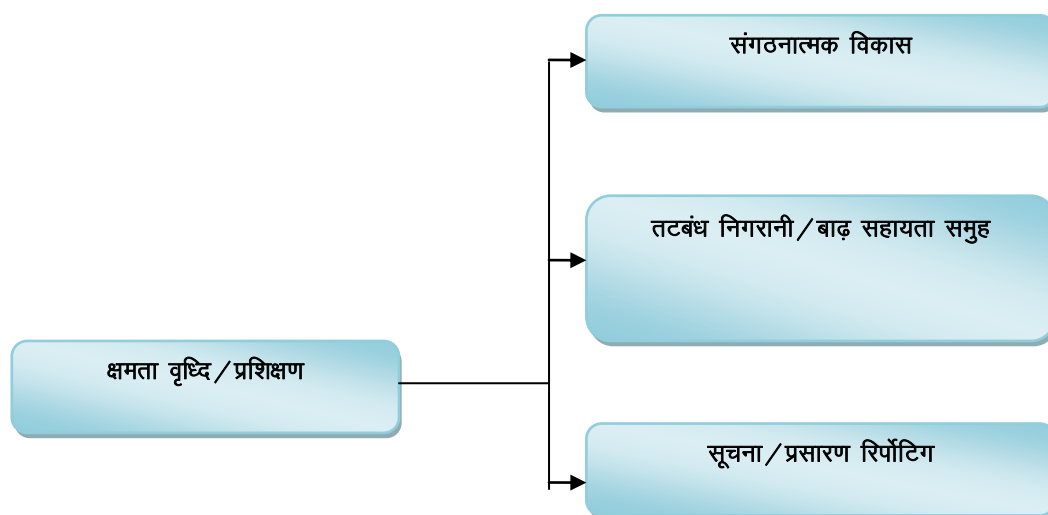 संगठनात्मक विकास
तटबंध निगरानी/बाढ़ सहायता समुह
क्षमता वृध्दि/प्रशिक्षण
सूचना/प्रसारण रिर्पोटिग